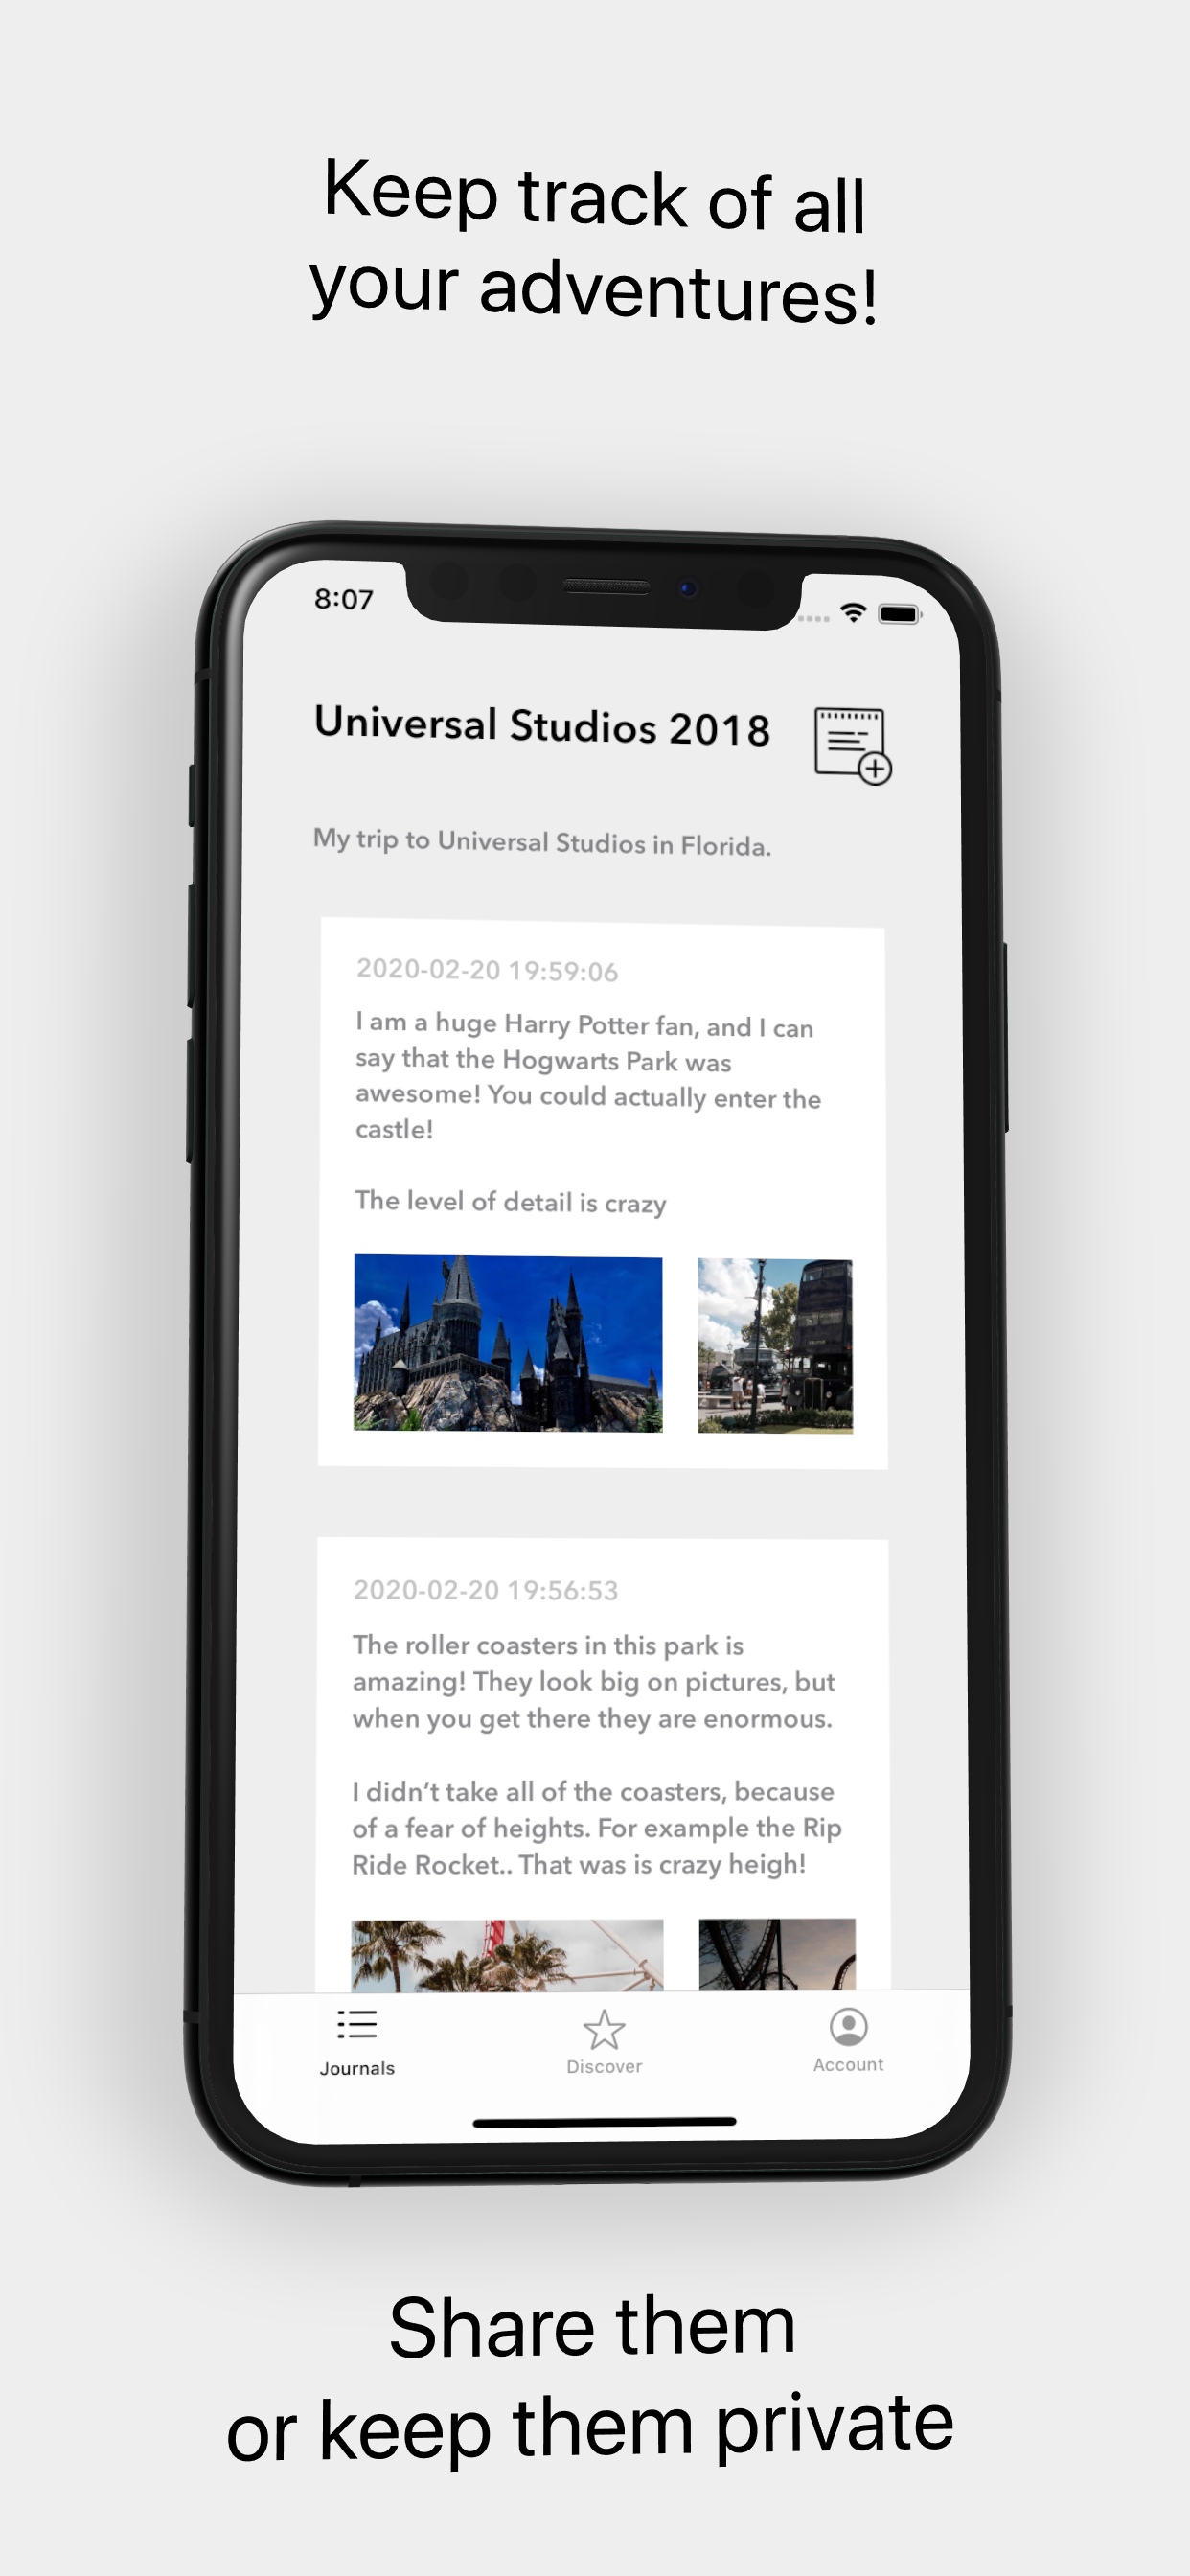 Keep track of all
your adventures!
8:07
Universal Studios 2018
My trip to Universal Studios in Florida.
2020-02-20 19:59:06
I am a huge Harry Potter fan, and I can
say that the Hogwarts Park was
awesome! You could actually enter the
castle!
The level of detail is crazy
2020-02-20 19:56:53
The roller coasters in this park is
amazing! They look big on pictures, but
when you get there they are enormous.
I didn’t take all of the coasters, because
of a fear of heights. For example the Rip
Ride Rocket.. That was is crazy heigh!
Journals
Discover
Account
Share them
or keep them private